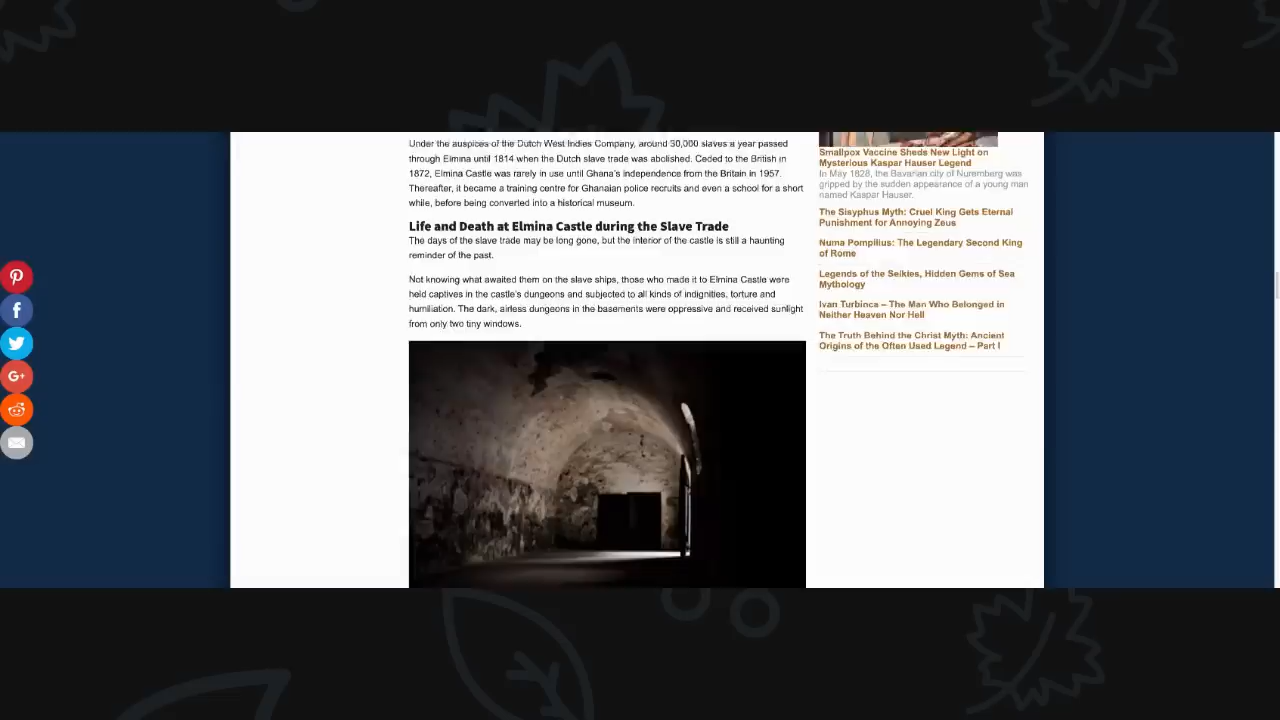 Under the auspices of the Dutch West Indies Company, around 30,000 slaves a year passed
through Elmina until 1814 when the Dutch slave trade was abolished. Ceded to the British in
1872, Elmina Castle was rarely in use until Ghana's independence from the Britain in 1957.
Thereafter, it became a training centre for Ghanaian police recruits and even a school for a short
while, before being converted into a historical museum.
Life and Death at Elmina Castle during the Slave Trade
The days of the slave trade may be long gone, but the interior of the castle is still a haunting
reminder of the past.
Not knowing what awaited them on the slave ships, those who made it to Elmina Castle were
held captives in the castle's dungeons and subjected to all kinds of indignities, torture and
humiliation. The dark, airless dungeons in the basements were oppressive and received sunlight
from only two tiny windows.
Smallpox Vaccine Sheds New Light on
Mysterious Kaspar Hauser Legend
In May 1828, the Bavarian city of Nuremberg was
gripped by the sudden appearance of a young man
named Kaspar Hauser.
The Sisyphus Myth: Cruel King Gets Eternal
Punishment for Annoying Zeus
Numa Pompilius: The Legendary Second King
of Rome
Legends of the Selkies, Hidden Gems of Sea
Mythology
Ivan Turbinca – The Man Who Belonged in
Neither Heaven Nor Hell
The Truth Behind the Christ Myth: Ancient
Origins of the Often Used Legend – Part I